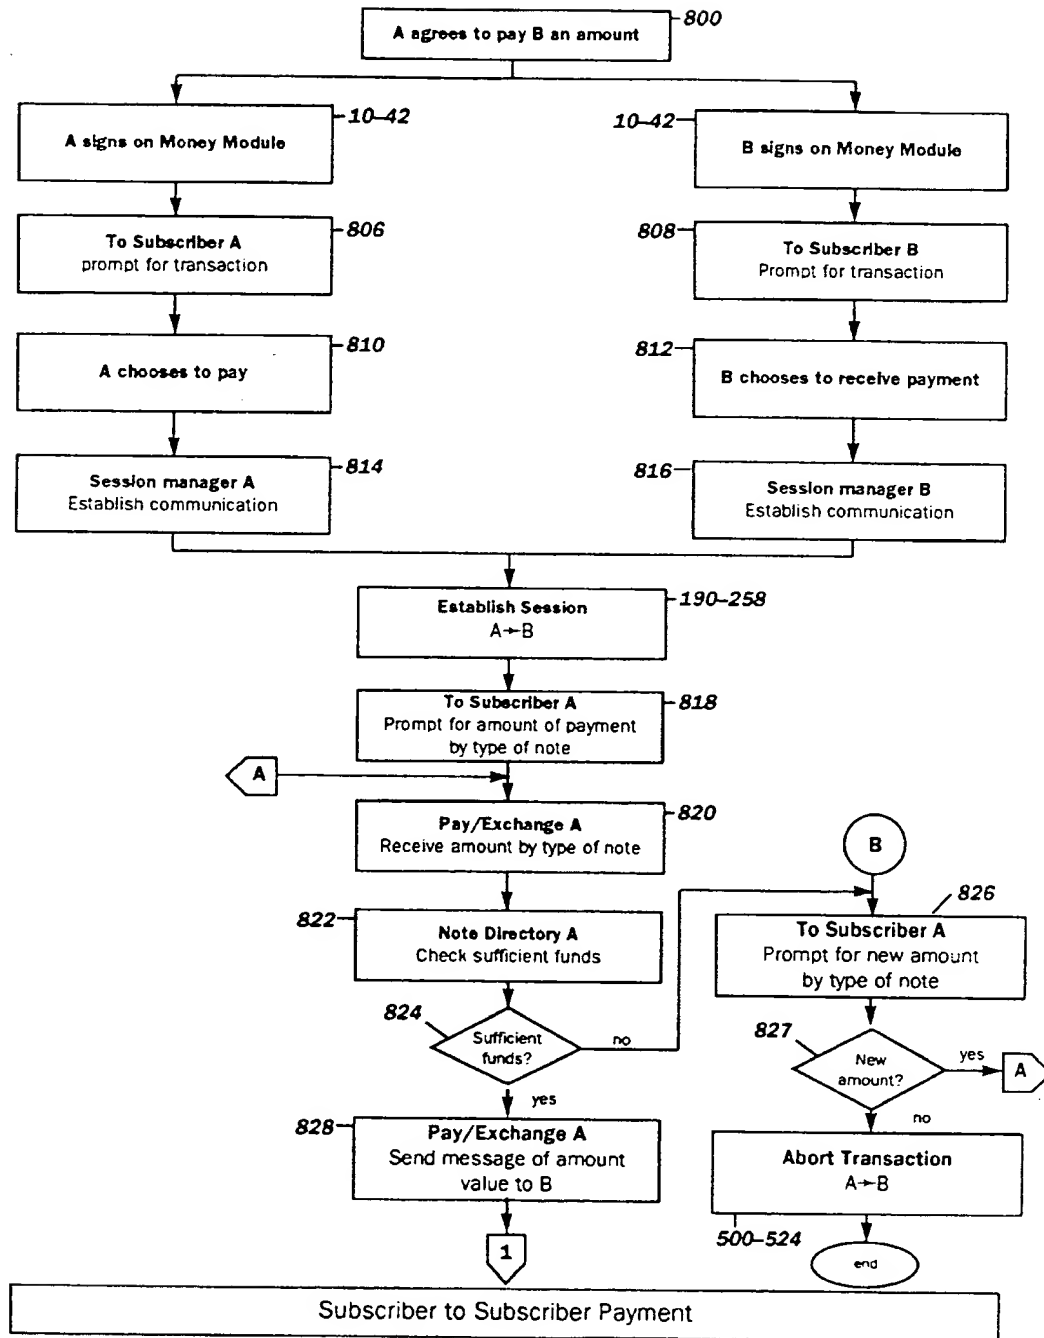 800
A agrees to pay B an amount
10–42
A signs on Money Module
10–42
B signs on Money Module
806
To Subscriber A
prompt for transaction
808
To Subscriber B
Prompt for transaction
810
A chooses to pay
812
B chooses to receive payment
814
Session manager A
Establish communication
816
Session manager B
Establish communication
190–258
Establish Session
A→B
818
To Subscriber A
Prompt for amount of payment
by type of note
A
820
Pay/Exchange A
Receive amount by type of note
822
Note Directory A
Check sufficient funds
824
Sufficient
funds?
no
yes
828
Pay/Exchange A
Send message of amount
value to B
1
B
826
To Subscriber A
Prompt for new amount
by type of note
827
New
amount?
yes
A
no
Abort Transaction
A→B
500–524
end
Subscriber to Subscriber Payment